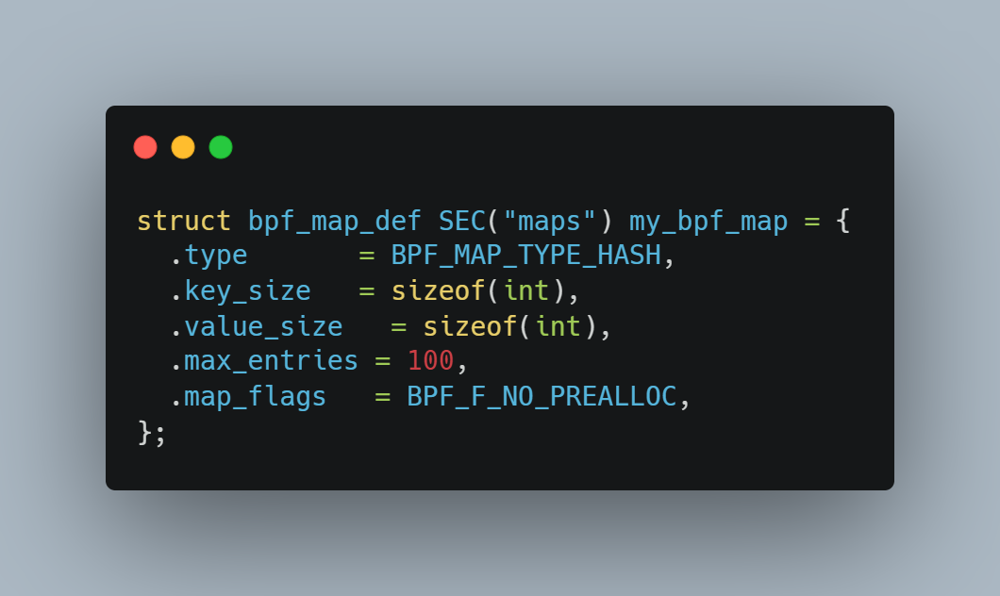 struct bpf_map_def SEC("maps") my_bpf_map = {
  .type       = BPF_MAP_TYPE_HASH,
  .key_size   = sizeof(int),
  .value_size   = sizeof(int),
  .max_entries = 100,
  .map_flags   = BPF_F_NO_PREALLOC,
};